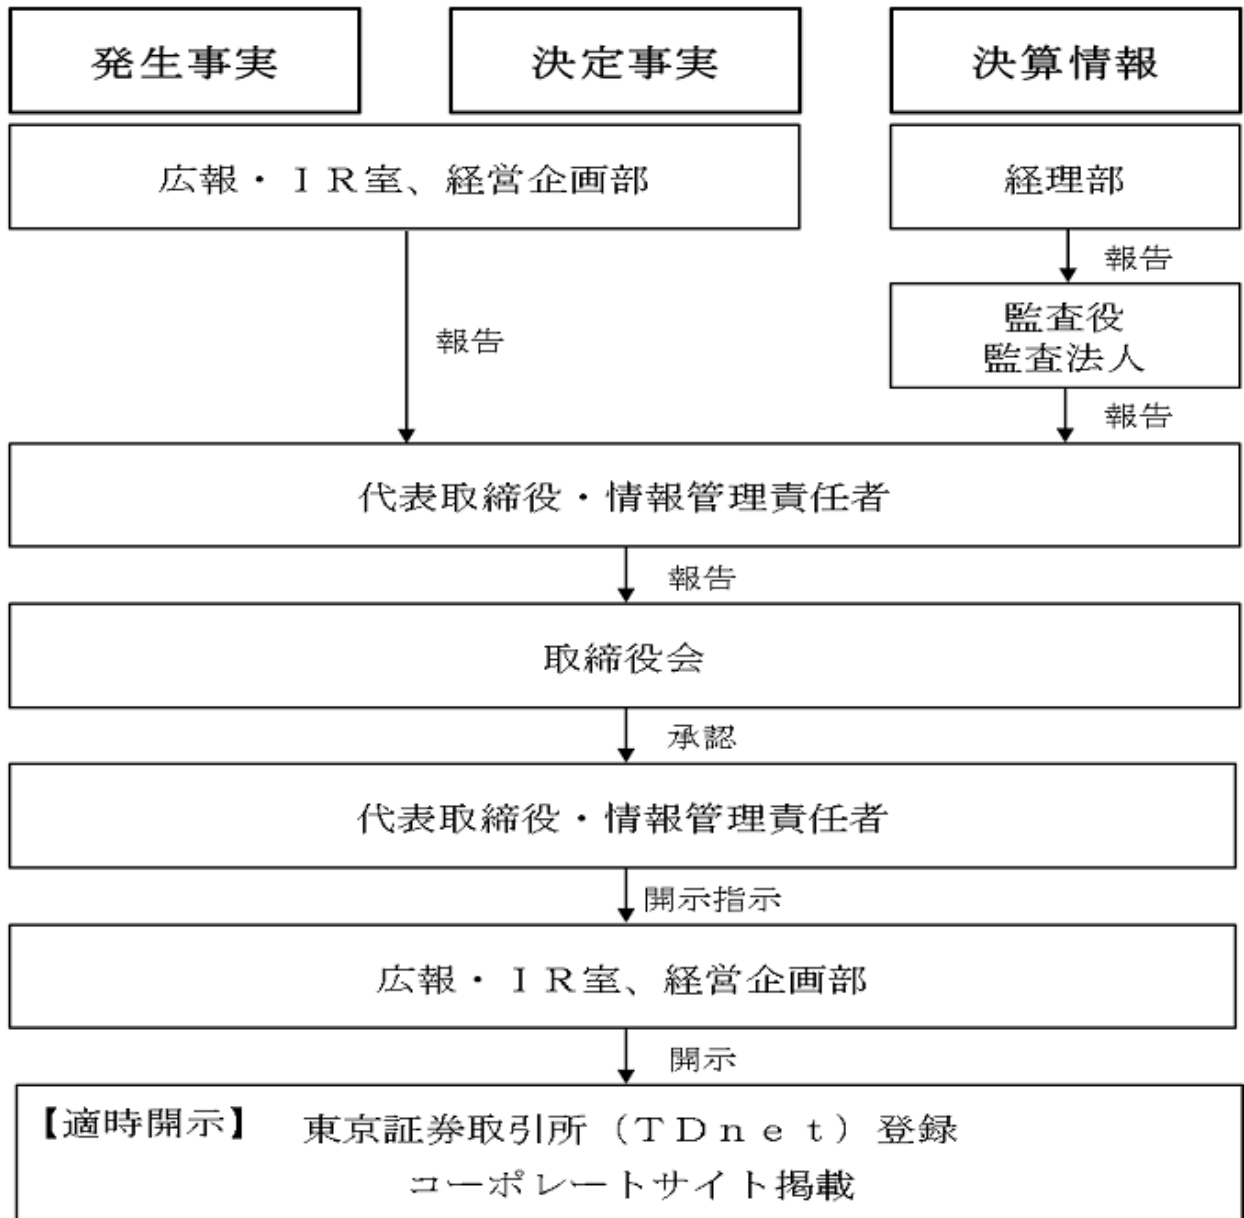 発生事実
決定事実
決算情報
広報・ＩＲ室、経営企画部
経理部
報告
監査役
監査法人
報告
報告
代表取締役・情報管理責任者
報告
取締役会
承認
代表取締役・情報管理責任者
開示指示
広報・ＩＲ室、経営企画部
開示
【適時開示】 東京証券取引所（ＴＤｎｅｔ）登録
コーポレートサイト掲載